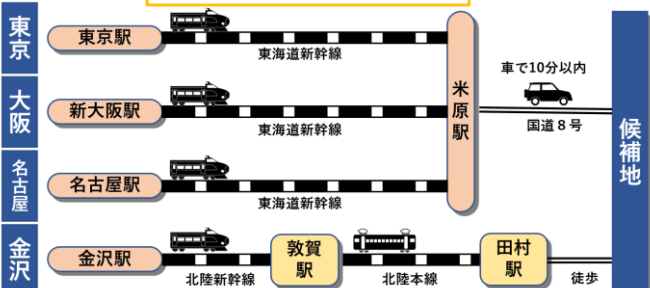 東京
東京駅
東海道新幹線
大阪
新大阪駅
東海道新幹線
名古屋
名古屋駅
東海道新幹線
米原駅
車で10分以内
国道８号
候補地
金沢
金沢駅
北陸新幹線
敦賀
駅
北陸本線
田村
駅
徒歩